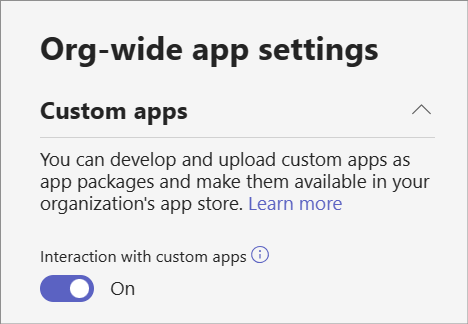 Org-wide app settings
Custom apps
You can develop and upload custom apps as
app packages and make them available in your
organization's app store. Learn more
Interaction with custom apps
On